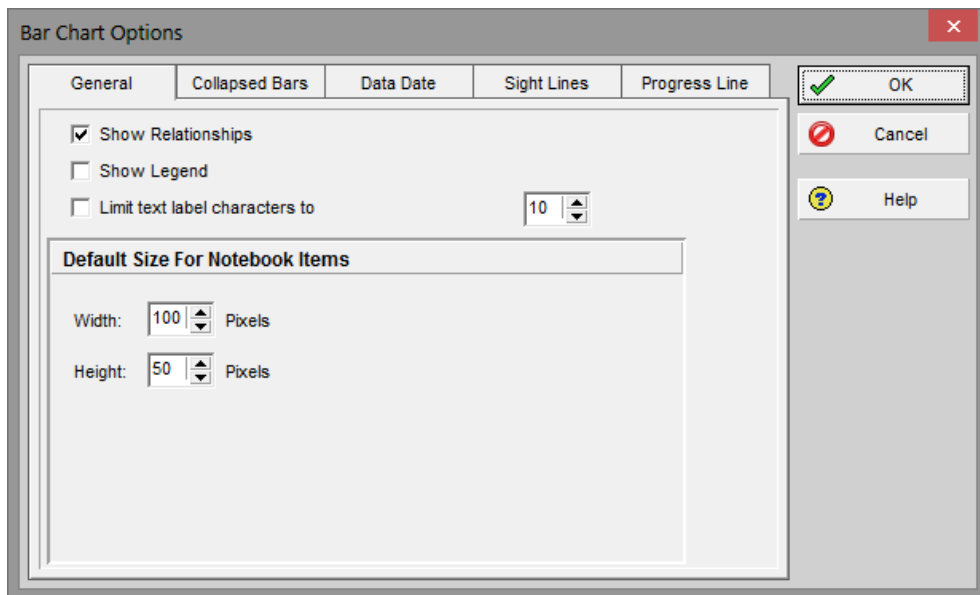 Bar Chart Options
General Collapsed Bars Data Date Sight Lines Progress Line
OK
Show Relationships
Cancel
Show Legend
Limit text label characters to 10
Help
Default Size For Notebook Items
Width: 100 Pixels
Height: 50 Pixels